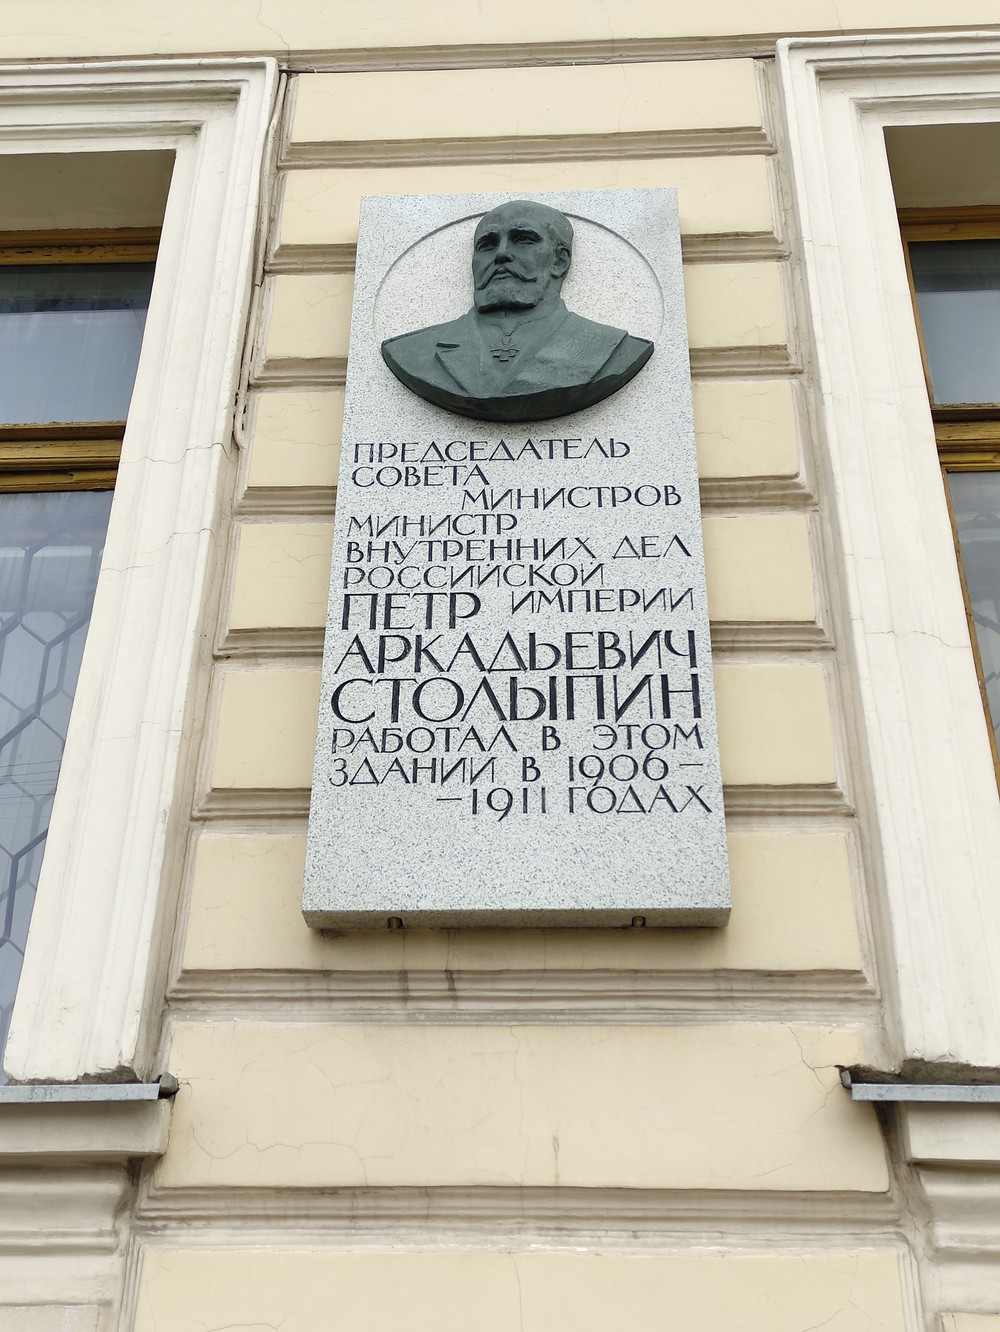 ПРЕДСЕДАТЕЛЬ
СОВЕТА
МИНИСТРОВ
МИНИСТР
ВНУТРЕННИХ ДЕЛ
РОССИЙСКОЙ
ИМПЕРИИ
ПЕТР
АРКАДЬЕВИЧ
СТОЛЫПИН
РАБОТАЛ В ЭТОМ
ЗДАНИИ В 1906–
–1911 ГОДАХ